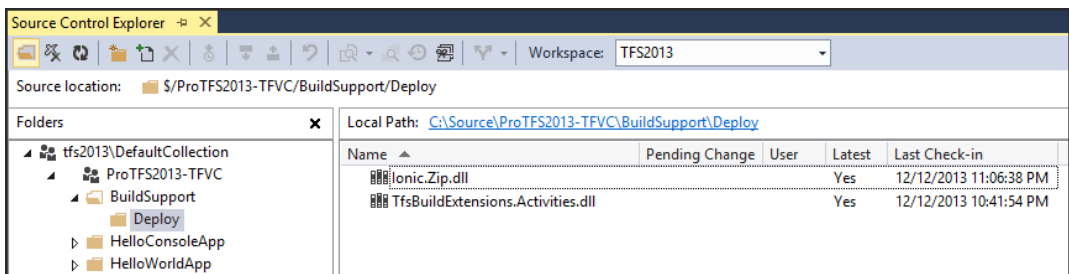 Source Control Explorer
Workspace: TFS2013
Source location: $/ProTFS2013-TFVC/BuildSupport/Deploy
Folders
Local Path: C:\Source\ProTFS2013-TFVC\BuildSupport\Deploy
tfs2013\DefaultCollection
Name Pending Change User Latest Last Check-in
ProTFS2013-TFVC
Ionic.Zip.dll Yes 12/12/2013 11:06:38 PM
BuildSupport
TfsBuildExtensions.Activities.dll Yes 12/12/2013 10:41:54 PM
Deploy
HelloConsoleApp
HelloWorldApp